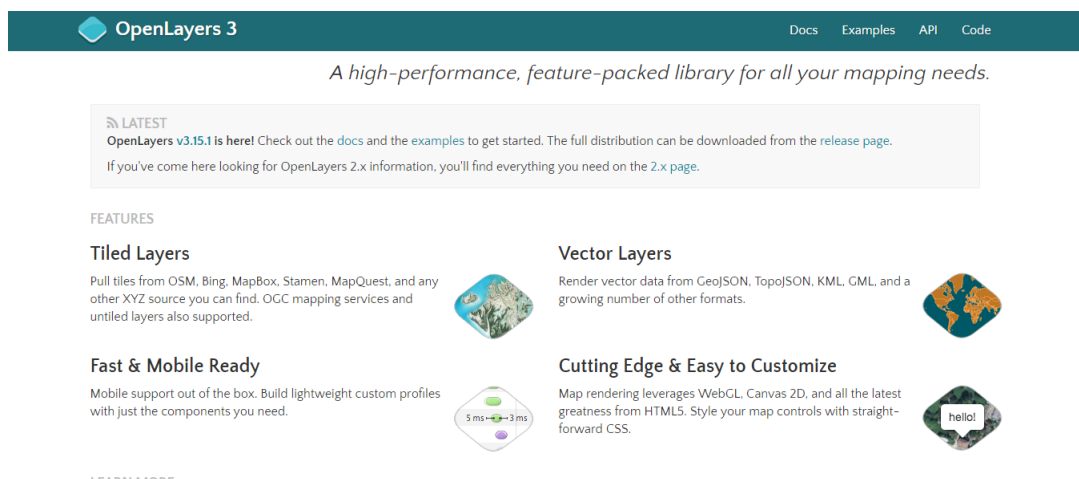 OpenLayers 3
Docs Examples API Code
A high-performance, feature-packed library for all your mapping needs.
LATEST
OpenLayers v3.15.1 is here! Check out the docs and the examples to get started. The full distribution can be downloaded from the release page.
If you've come here looking for OpenLayers 2.x information, you'll find everything you need on the 2.x page.
FEATURES
Tiled Layers
Pull tiles from OSM, Bing, MapBox, Stamen, MapQuest, and any
other XYZ source you can find. OGC mapping services and
untiled layers also supported.
Vector Layers
Render vector data from GeoJSON, TopoJSON, KML, GML, and a
growing number of other formats.
Fast & Mobile Ready
Mobile support out of the box. Build lightweight custom profiles
with just the components you need.
5 ms 3 ms
Cutting Edge & Easy to Customize
Map rendering leverages WebGL, Canvas 2D, and all the latest
greatness from HTML5. Style your map controls with straight-
forward CSS.
hello!
LEARN MORE